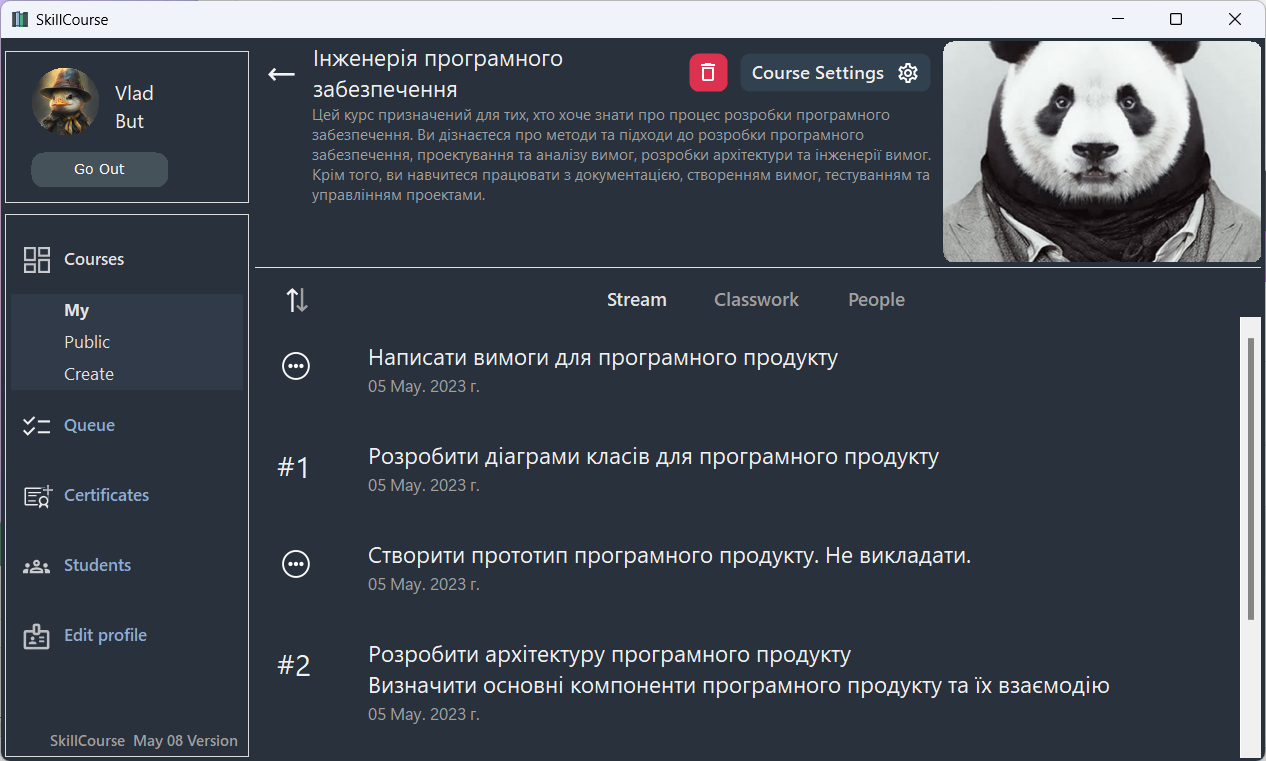 SkillCourse
Vlad
But
Go Out
Courses
My
Public
Create
Queue
Certificates
Students
Edit profile
SkillCourse May 08 Version
Інженерія програмного
забезпечення
Course Settings
Цей курс призначений для тих, хто хоче знати про процес розробки програмного
забезпечення. Ви дізнаєтеся про методи та підходи до розробки програмного
забезпечення, проектування та аналізу вимог, розробки архітектури та інженерії вимог.
Крім того, ви навчитеся працювати з документацією, створенням вимог, тестуванням та
управлінням проектами.
Stream Classwork People
Написати вимоги для програмного продукту
05 May. 2023 г.
#1 Розробити діаграми класів для програмного продукту
05 May. 2023 г.
Створити прототип програмного продукту. Не викладати.
05 May. 2023 г.
#2 Розробити архітектуру програмного продукту
Визначити основні компоненти програмного продукту та їх взаємодію
05 May. 2023 г.